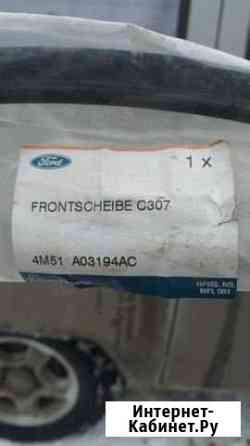 Ford
1 x
FRONTSCHEIBE C307
4M51 A03194AC
Интернет-
Кабинет.Ру